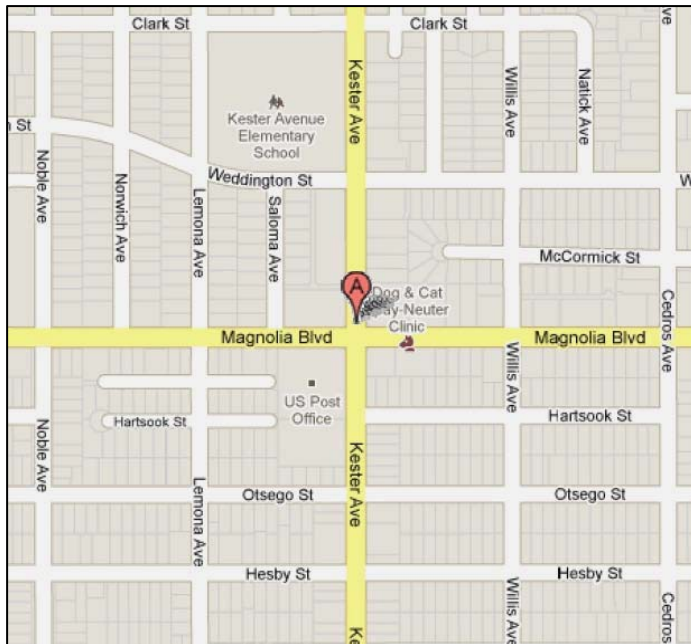 Clark St
Clark St
Kester Ave
Willis Ave
Natick Ave
Ave
Kester Avenue
Elementary
School
n St
Noble Ave
Norwich Ave
Weddington St
W
Lemona Ave
Saloma Ave
McCormick St
A
Dog & Cat
ay-Neuter
Clinic
Cedros Ave
Magnolia Blvd
Magnolia Blvd
Willis Ave
US Post
Office
Hartsook St
Hartsook St
Noble Ave
Kester Ave
Lemona Ave
Otsego St
Otsego St
Hesby St
Hesby St
Willis
Cedros
Ke